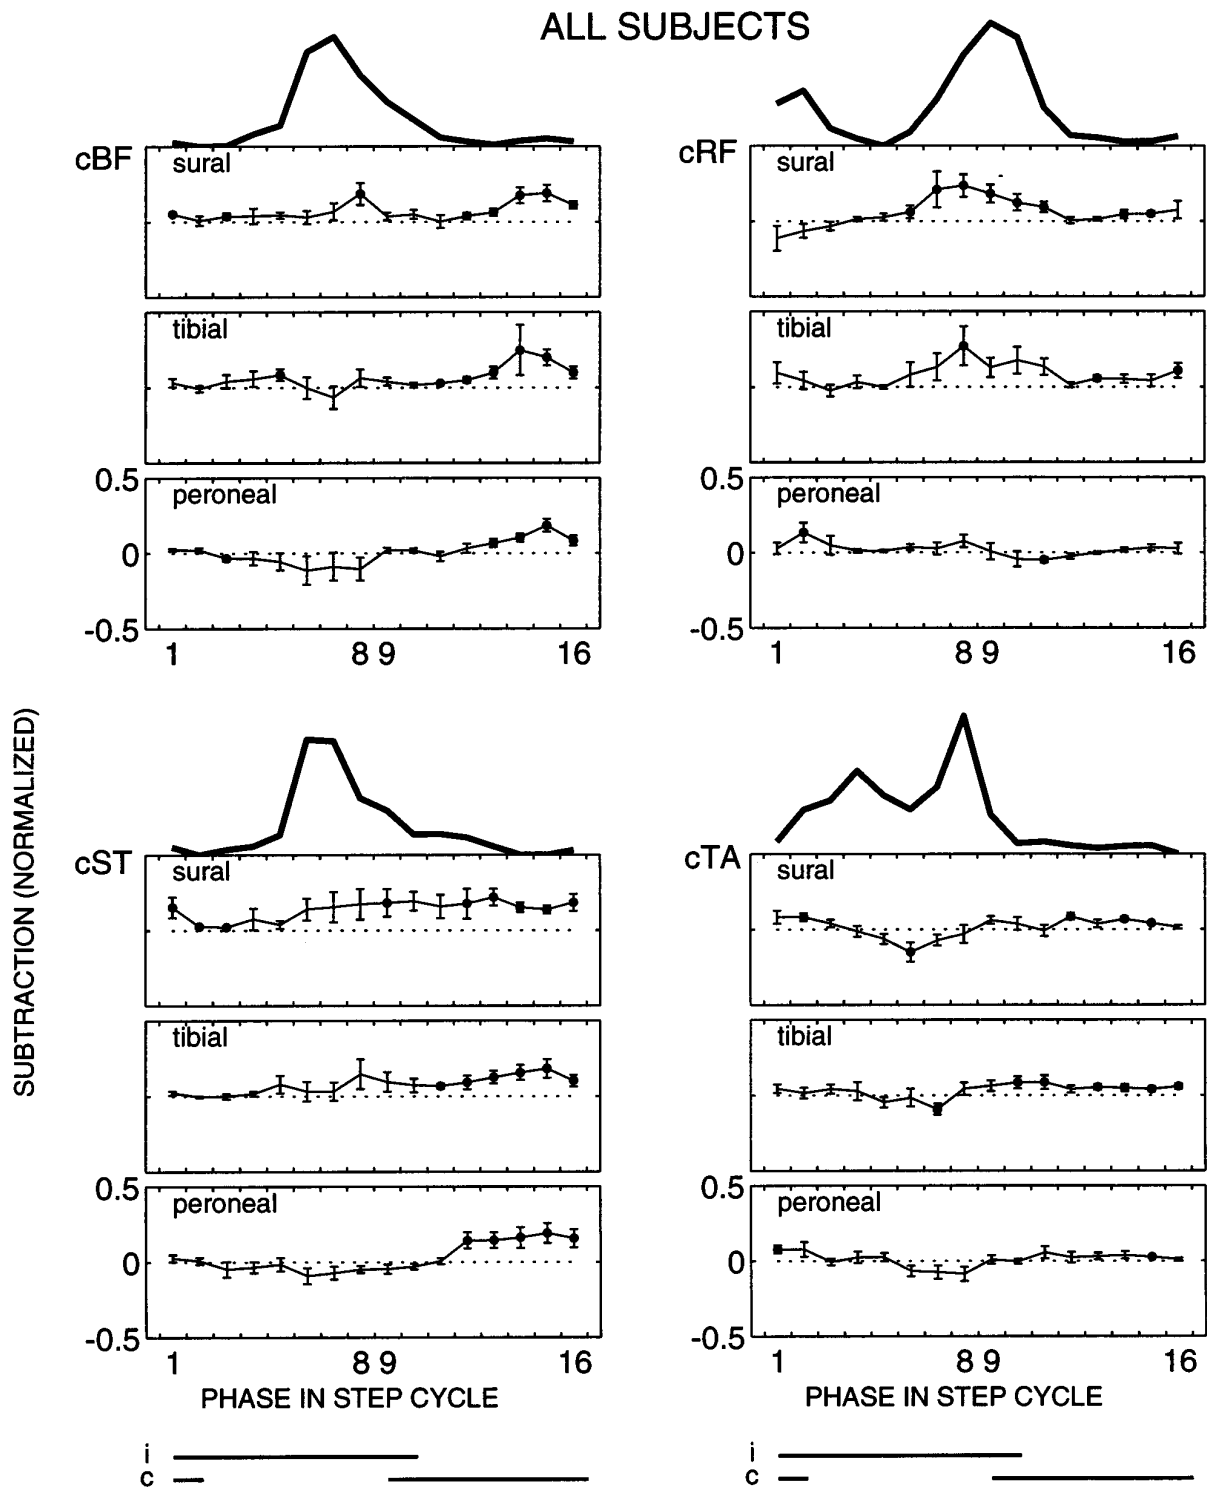 ALL SUBJECTS
cBF
sural
tibial
0.5
peroneal
0
-0.5
1 8 9 16
cRF
sural
tibial
0.5
peroneal
0
-0.5
1 8 9 16
SUBTRACTION (NORMALIZED)
cST
sural
tibial
0.5
peroneal
0
-0.5
1 8 9 16
PHASE IN STEP CYCLE
i
c
cTA
sural
tibial
0.5
peroneal
0
-0.5
1 8 9 16
PHASE IN STEP CYCLE
i
c